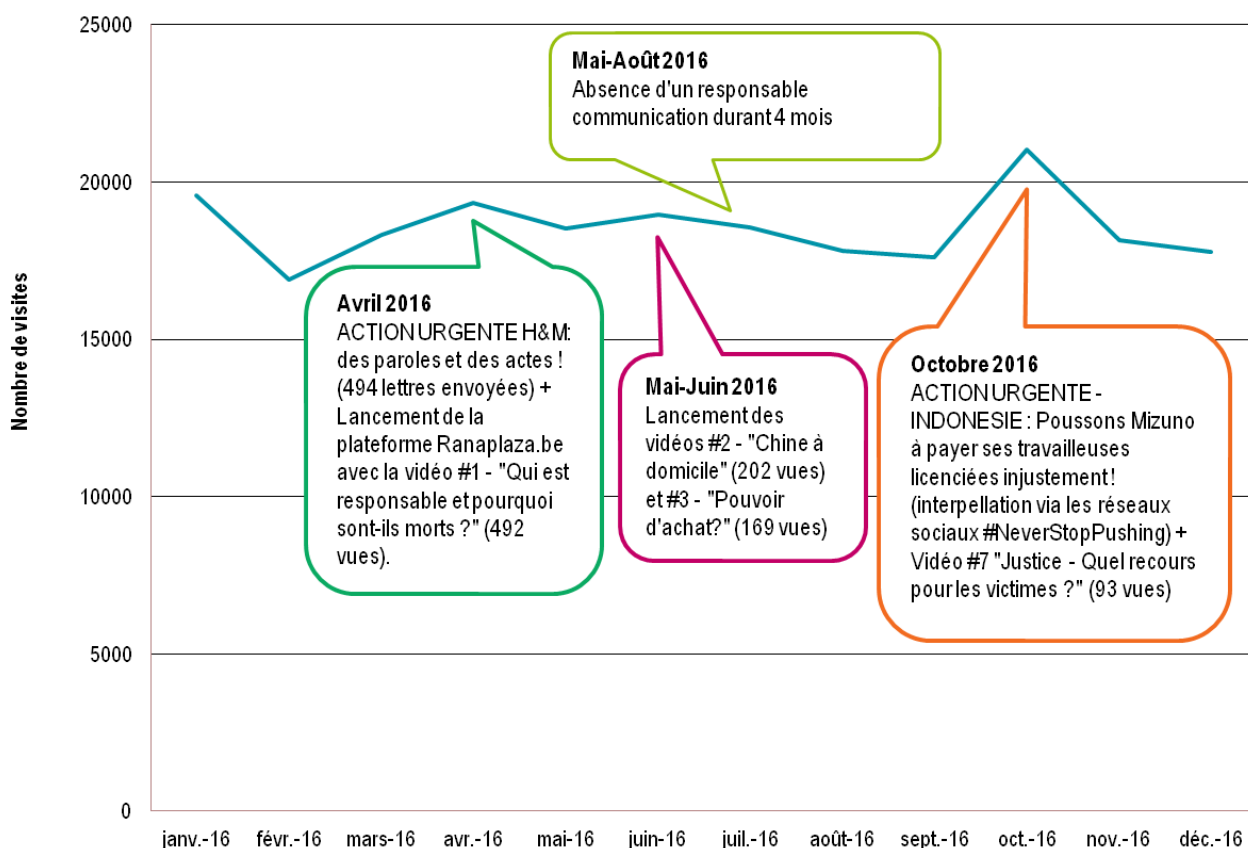 25000
20000
15000
10000
5000
0
Nombre de visites
Mai-Août 2016
Absence d'un responsable
communication durant 4 mois
Avril 2016
ACTION URGENTE H&M:
des paroles et des actes !
(494 lettres envoyées) +
Lancement de la
plateforme Ranaplaza.be
avec la vidéo #1 - "Qui est
responsable et pourquoi
sont-ils morts ?" (492
vues).
Mai-Juin 2016
Lancement des
vidéos #2 - "Chine à
domicile" (202 vues)
et #3 - "Pouvoir
d'achat?" (169 vues)
Octobre 2016
ACTION URGENTE -
INDONESIE : Poussons Mizuno
à payer ses travailleuses
licenciées injustement !
(interpellation via les réseaux
sociaux #NeverStopPushing) +
Vidéo #7 "Justice - Quel recours
pour les victimes ?" (93 vues)
janv.-16 févr.-16 mars-16 avr.-16 mai-16 juin-16 juil.-16 août-16 sept.-16 oct.-16 nov.-16 déc.-16